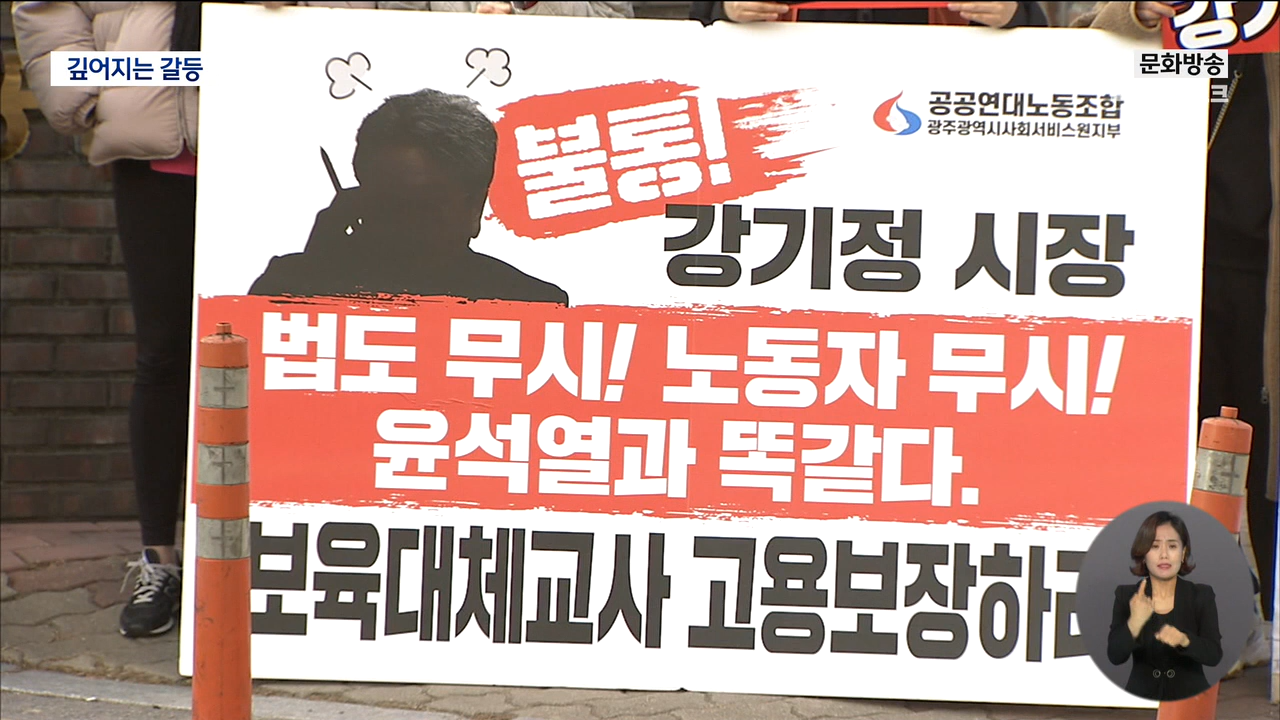 깊어지는 갈등
문화방송
크
강기
불통!
공공연대노동조합
광주광역시사회서비스원지부
강기정 시장
법도 무시! 노동자 무시!
윤석열과 똑같다.
보육대체교사 고용보장하라